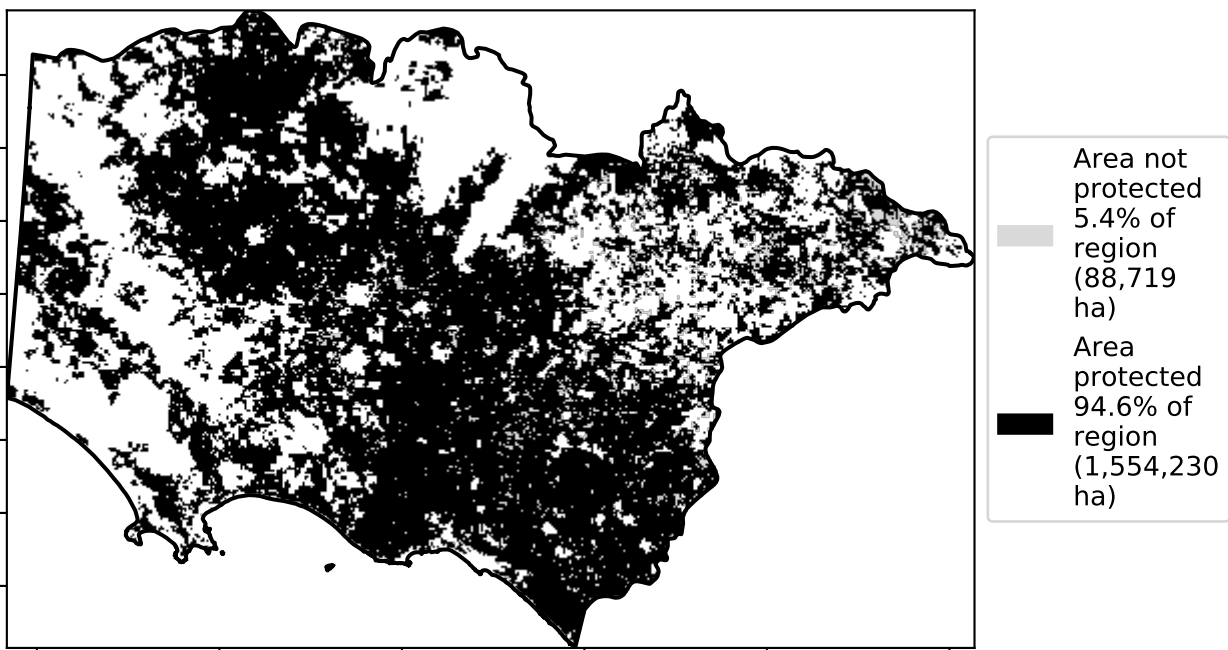 Area not
protected
5.4% of
region
(88,719
ha)
Area
protected
94.6% of
region
(1,554,230
ha)